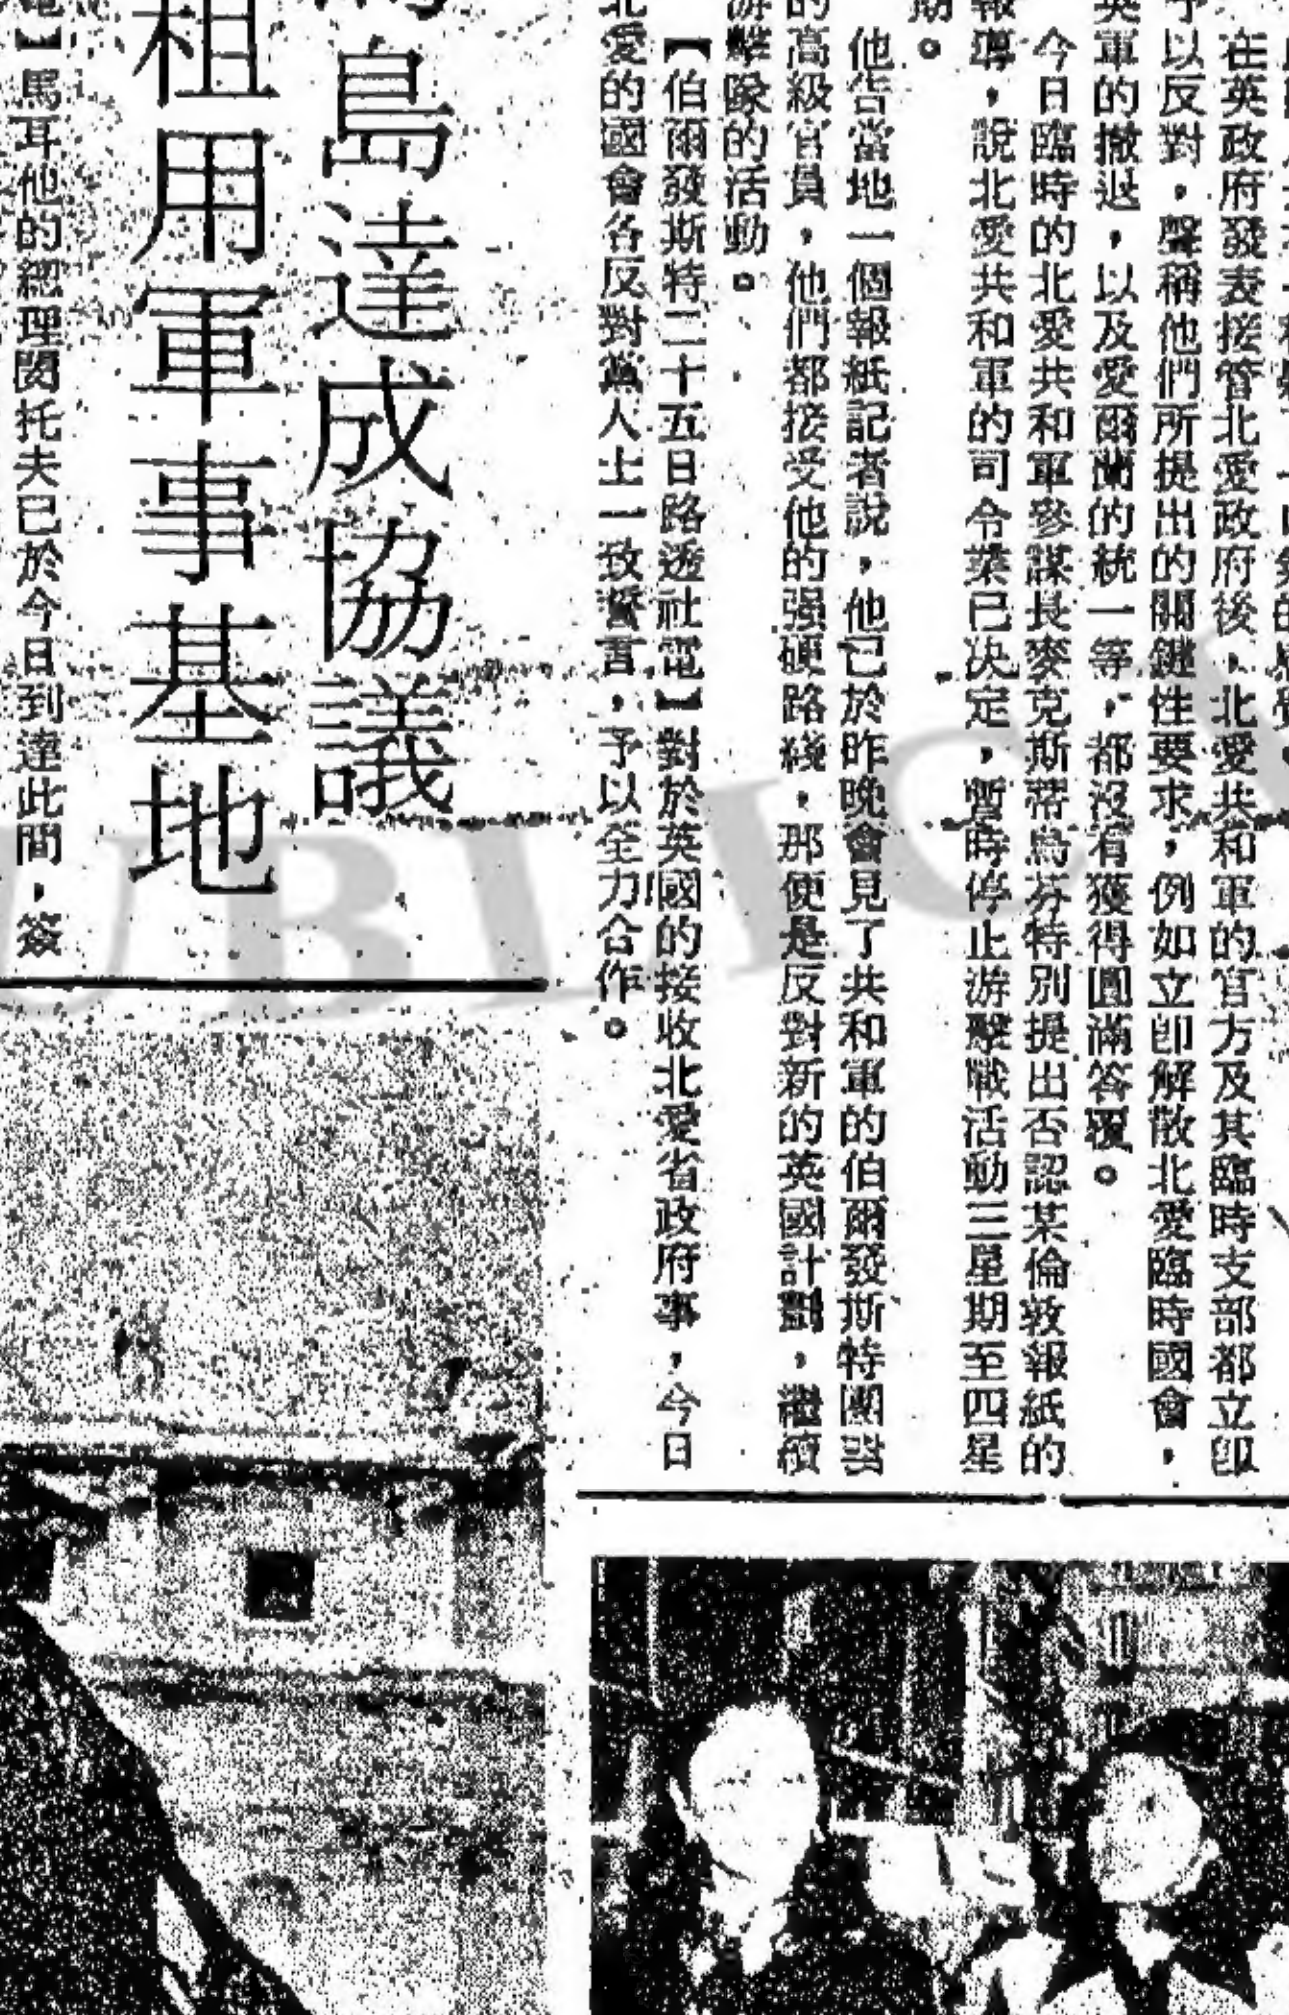 在英政府發表接管北愛政府後，北愛共和軍的官方及其臨時支部都立卽
予以反對，聲稱他們所提出的關鍵性要求，例如立卽解散北愛臨時國會，
英軍的撤退，以及愛爾蘭的統一等，都沒有獲得圓滿答覆。
今日臨時的北愛共和軍參謀長麥克斯蒂烏芬特別提出否認某倫敦報紙的
報導，說北愛共和軍的司令業已决定，暫時停止游擊戰活動三星期至四星
期。
他告當地一個報紙記者說，他已於昨晚會見了共和軍的伯爾發斯特團當
的高級官員，他們都接受他的强硬路綫，那便是反對新的英國計劃，繼續
游擊隊的活動。
【伯爾發斯特二十五日路透社電】對於英國的接收北愛省政府事，今日
北愛的國會各反對黨人士一致誓言，予以全力合作。
島達成協議
租用軍事基地
電】馬耳他的總理閔托夫已於今日到達此間，簽
UBLIC